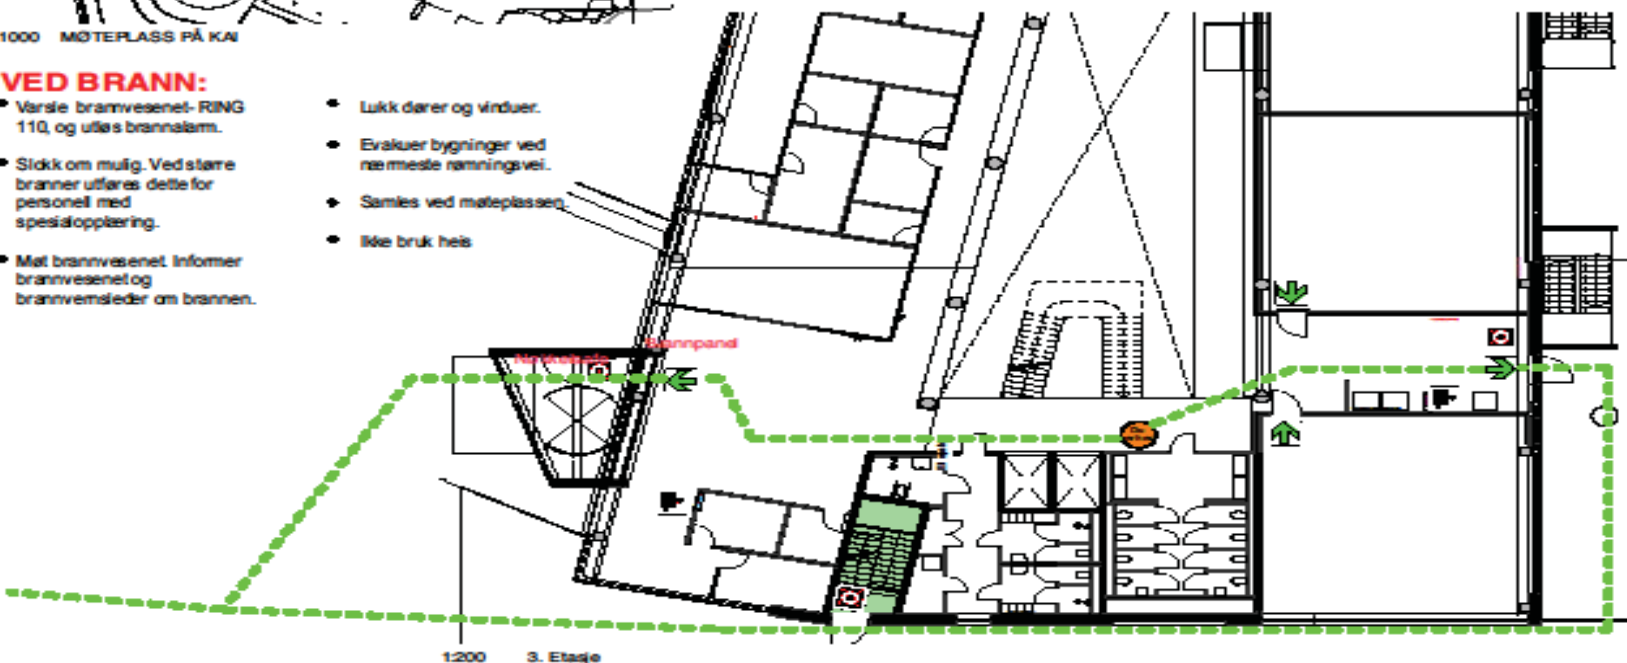 1000 MØTEPLASS PÅ KAI
VED BRANN:
• Varsle brannvesenet- RING
110, og utløs brannalarm.
• Slokk om mulig. Ved større
branner utføres dette for
personell med
spesialopplæring.
• Møt brannvesenet. Informer
brannvesenet og
brannvernsleder om brannen.
• Lukk dører og vinduer.
• Evakuer bygninger ved
nærmeste rømningsvei.
• Samles ved møteplassen.
• Ikke bruk heis
Brannpanel
1:200 3. Etasje